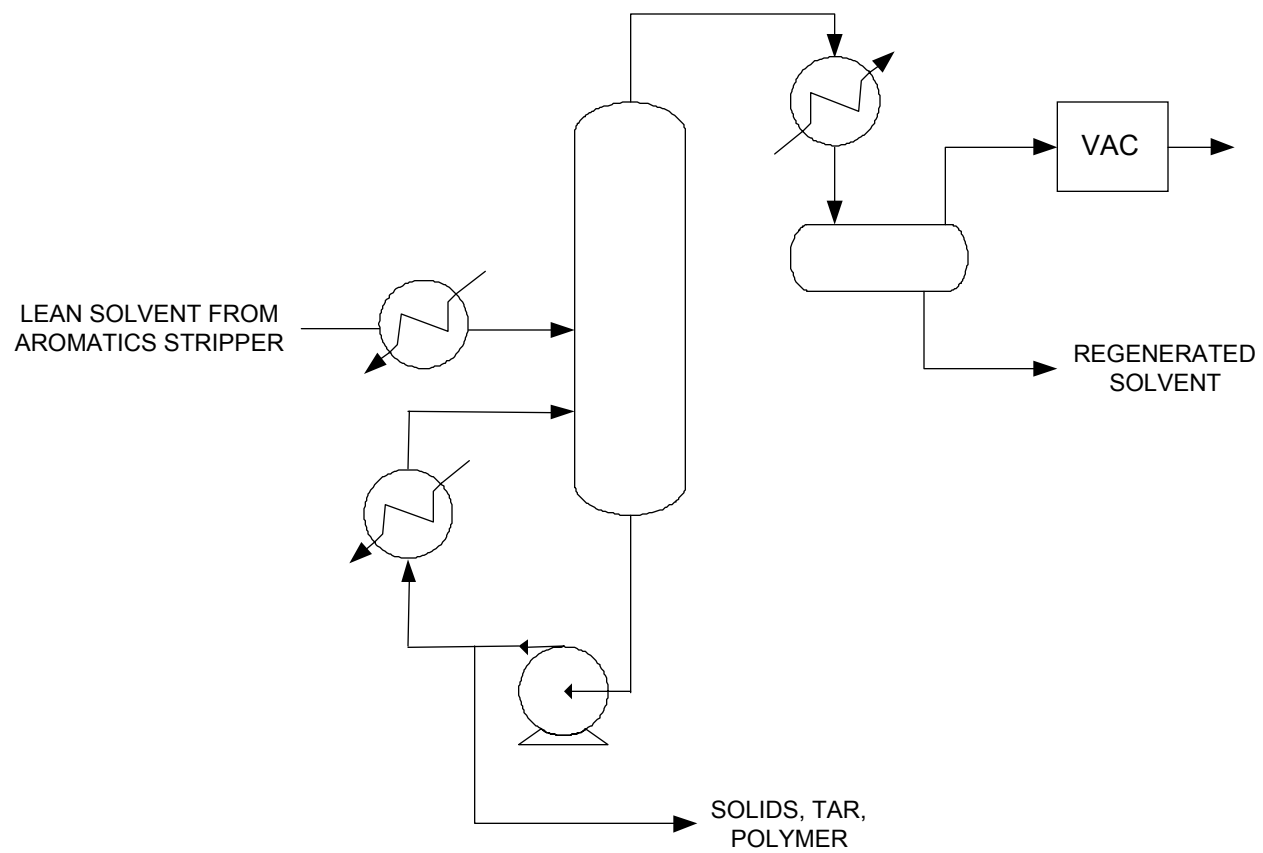 VAC
LEAN SOLVENT FROM
AROMATICS STRIPPER
REGENERATED
SOLVENT
SOLIDS, TAR,
POLYMER